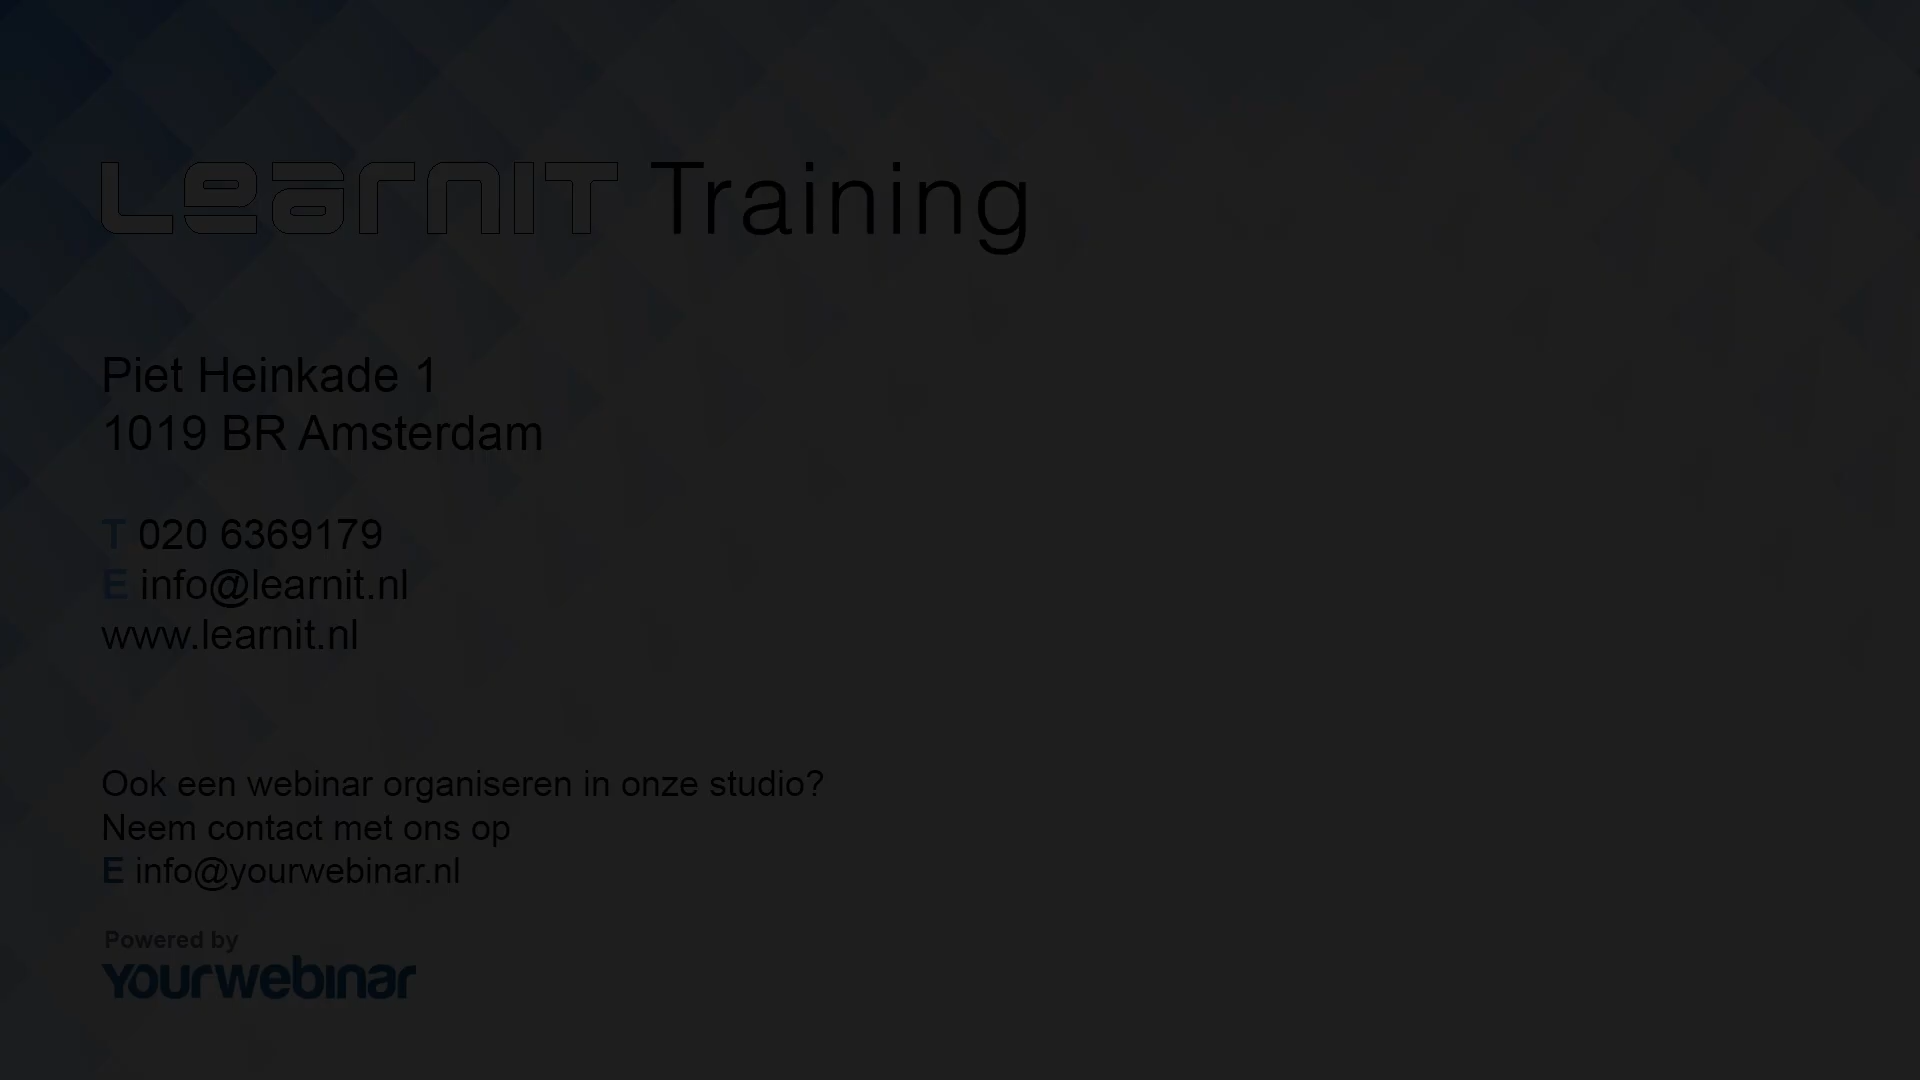 Learnit Training
Piet Heinkade 1
1019 BR Amsterdam
T 020 6369179
E info@learnit.nl
www.learnit.nl
Ook een webinar organiseren in onze studio?
Neem contact met ons op
E info@yourwebinar.nl
Powered by
Yourwebinar